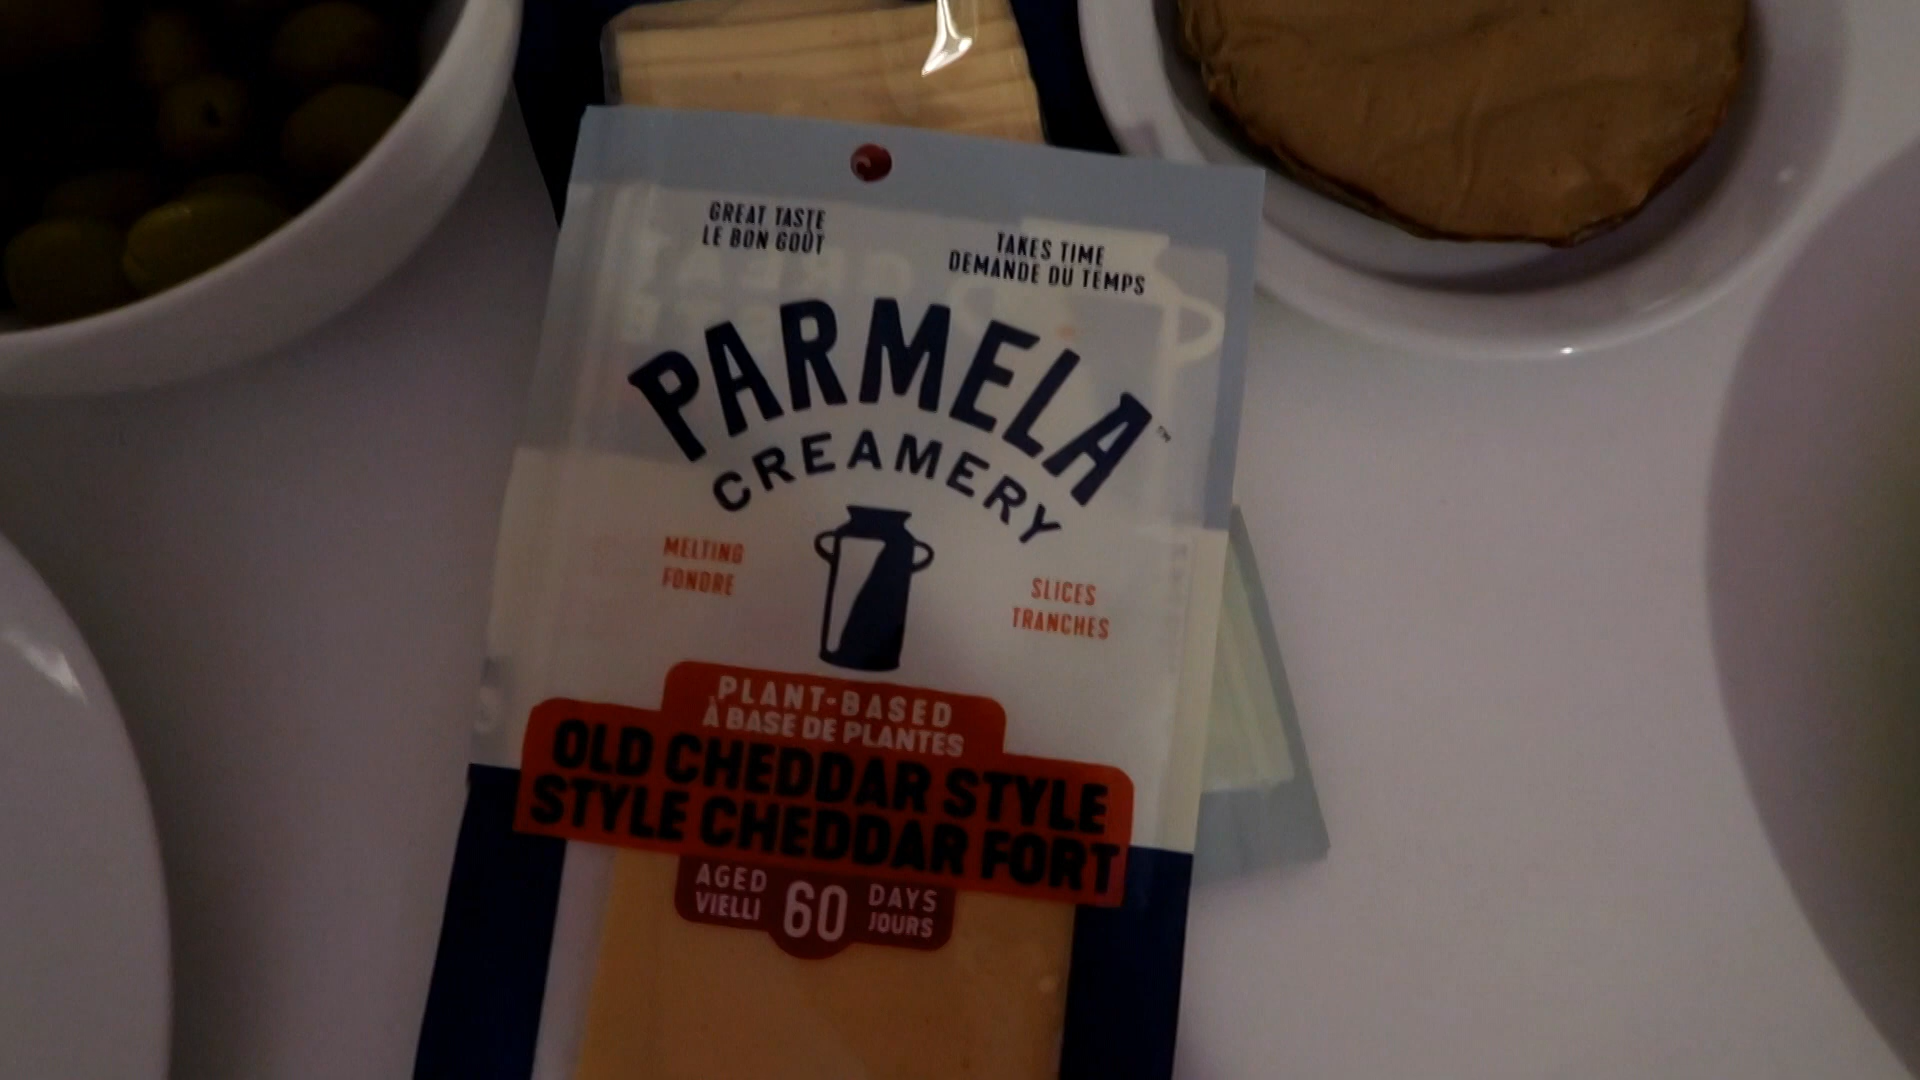 GREAT TASTE
LE BON GOÛT
TAKES TIME
DEMANDE DU TEMPS
PARMELA™
CREAMERY
MELTING
FONDRE
SLICES
TRANCHES
PLANT-BASED
À BASE DE PLANTES
OLD CHEDDAR STYLE
STYLE CHEDDAR FORT
AGED 60 DAYS
VIELLI JOURS